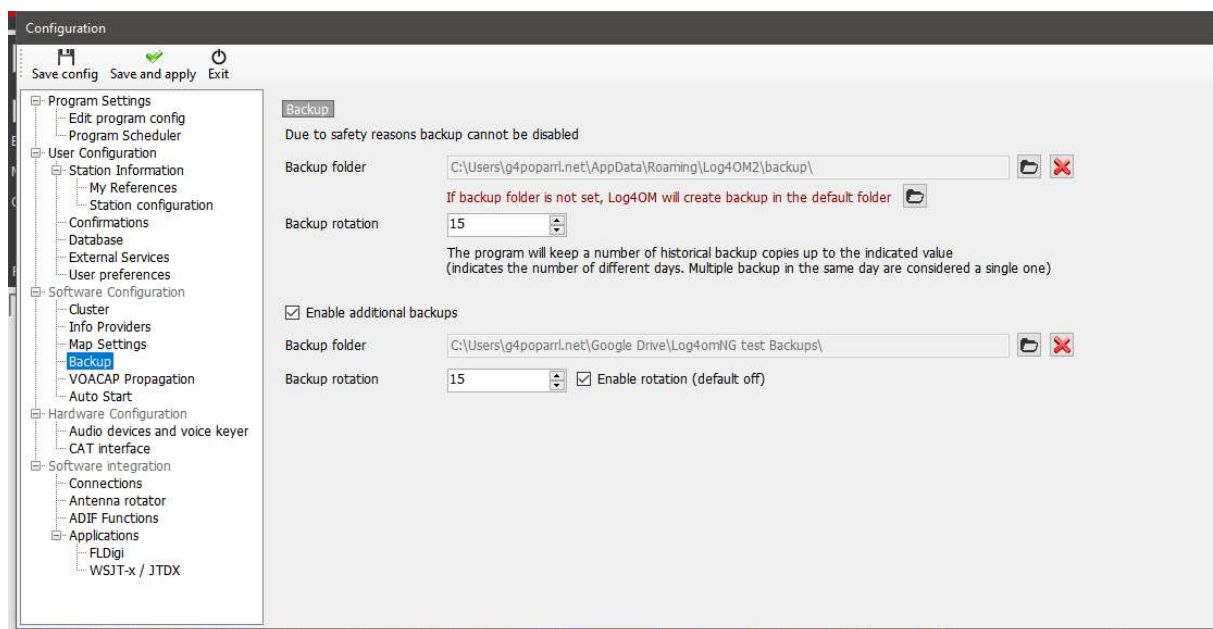 Configuration
Save config Save and apply Exit
Program Settings
Edit program config
Program Scheduler
User Configuration
Station Information
My References
Station configuration
Confirmations
Database
External Services
User preferences
Software Configuration
Cluster
Info Providers
Map Settings
Backup
VOACAP Propagation
Auto Start
Hardware Configuration
Audio devices and voice keyer
CAT interface
Software integration
Connections
Antenna rotator
ADIF Functions
Applications
FLDigi
WSJT-x / JTDX
Backup
Due to safety reasons backup cannot be disabled
Backup folder C:\Users\g4poparrl.net\AppData\Roaming\Log4OM2\backup\
If backup folder is not set, Log4OM will create backup in the default folder
Backup rotation 15
The program will keep a number of historical backup copies up to the indicated value
(indicates the number of different days. Multiple backup in the same day are considered a single one)
Enable additional backups
Backup folder C:\Users\g4poparrl.net\Google Drive\Log4omNG test Backups\
Backup rotation 15 Enable rotation (default off)